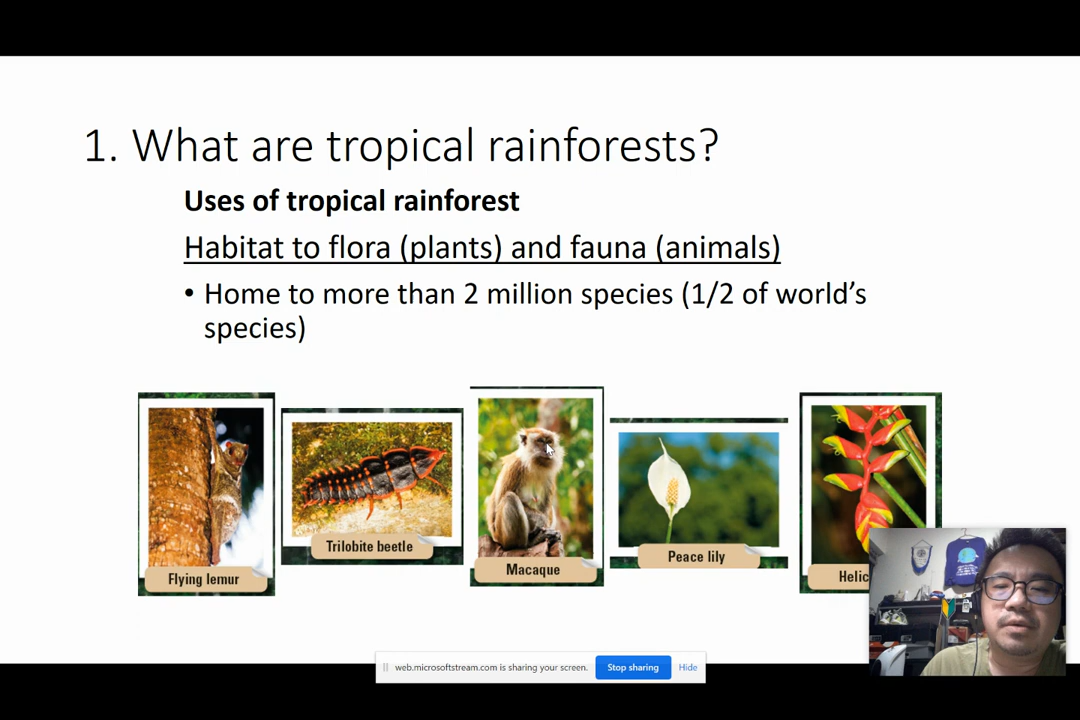 1. What are tropical rainforests?
Uses of tropical rainforest
Habitat to flora (plants) and fauna (animals)
• Home to more than 2 million species (1/2 of world’s
species)
Flying lemur
Trilobite beetle
Macaque
Peace lily
Helic
web.microsoftstream.com is sharing your screen.
Stop sharing
Hide